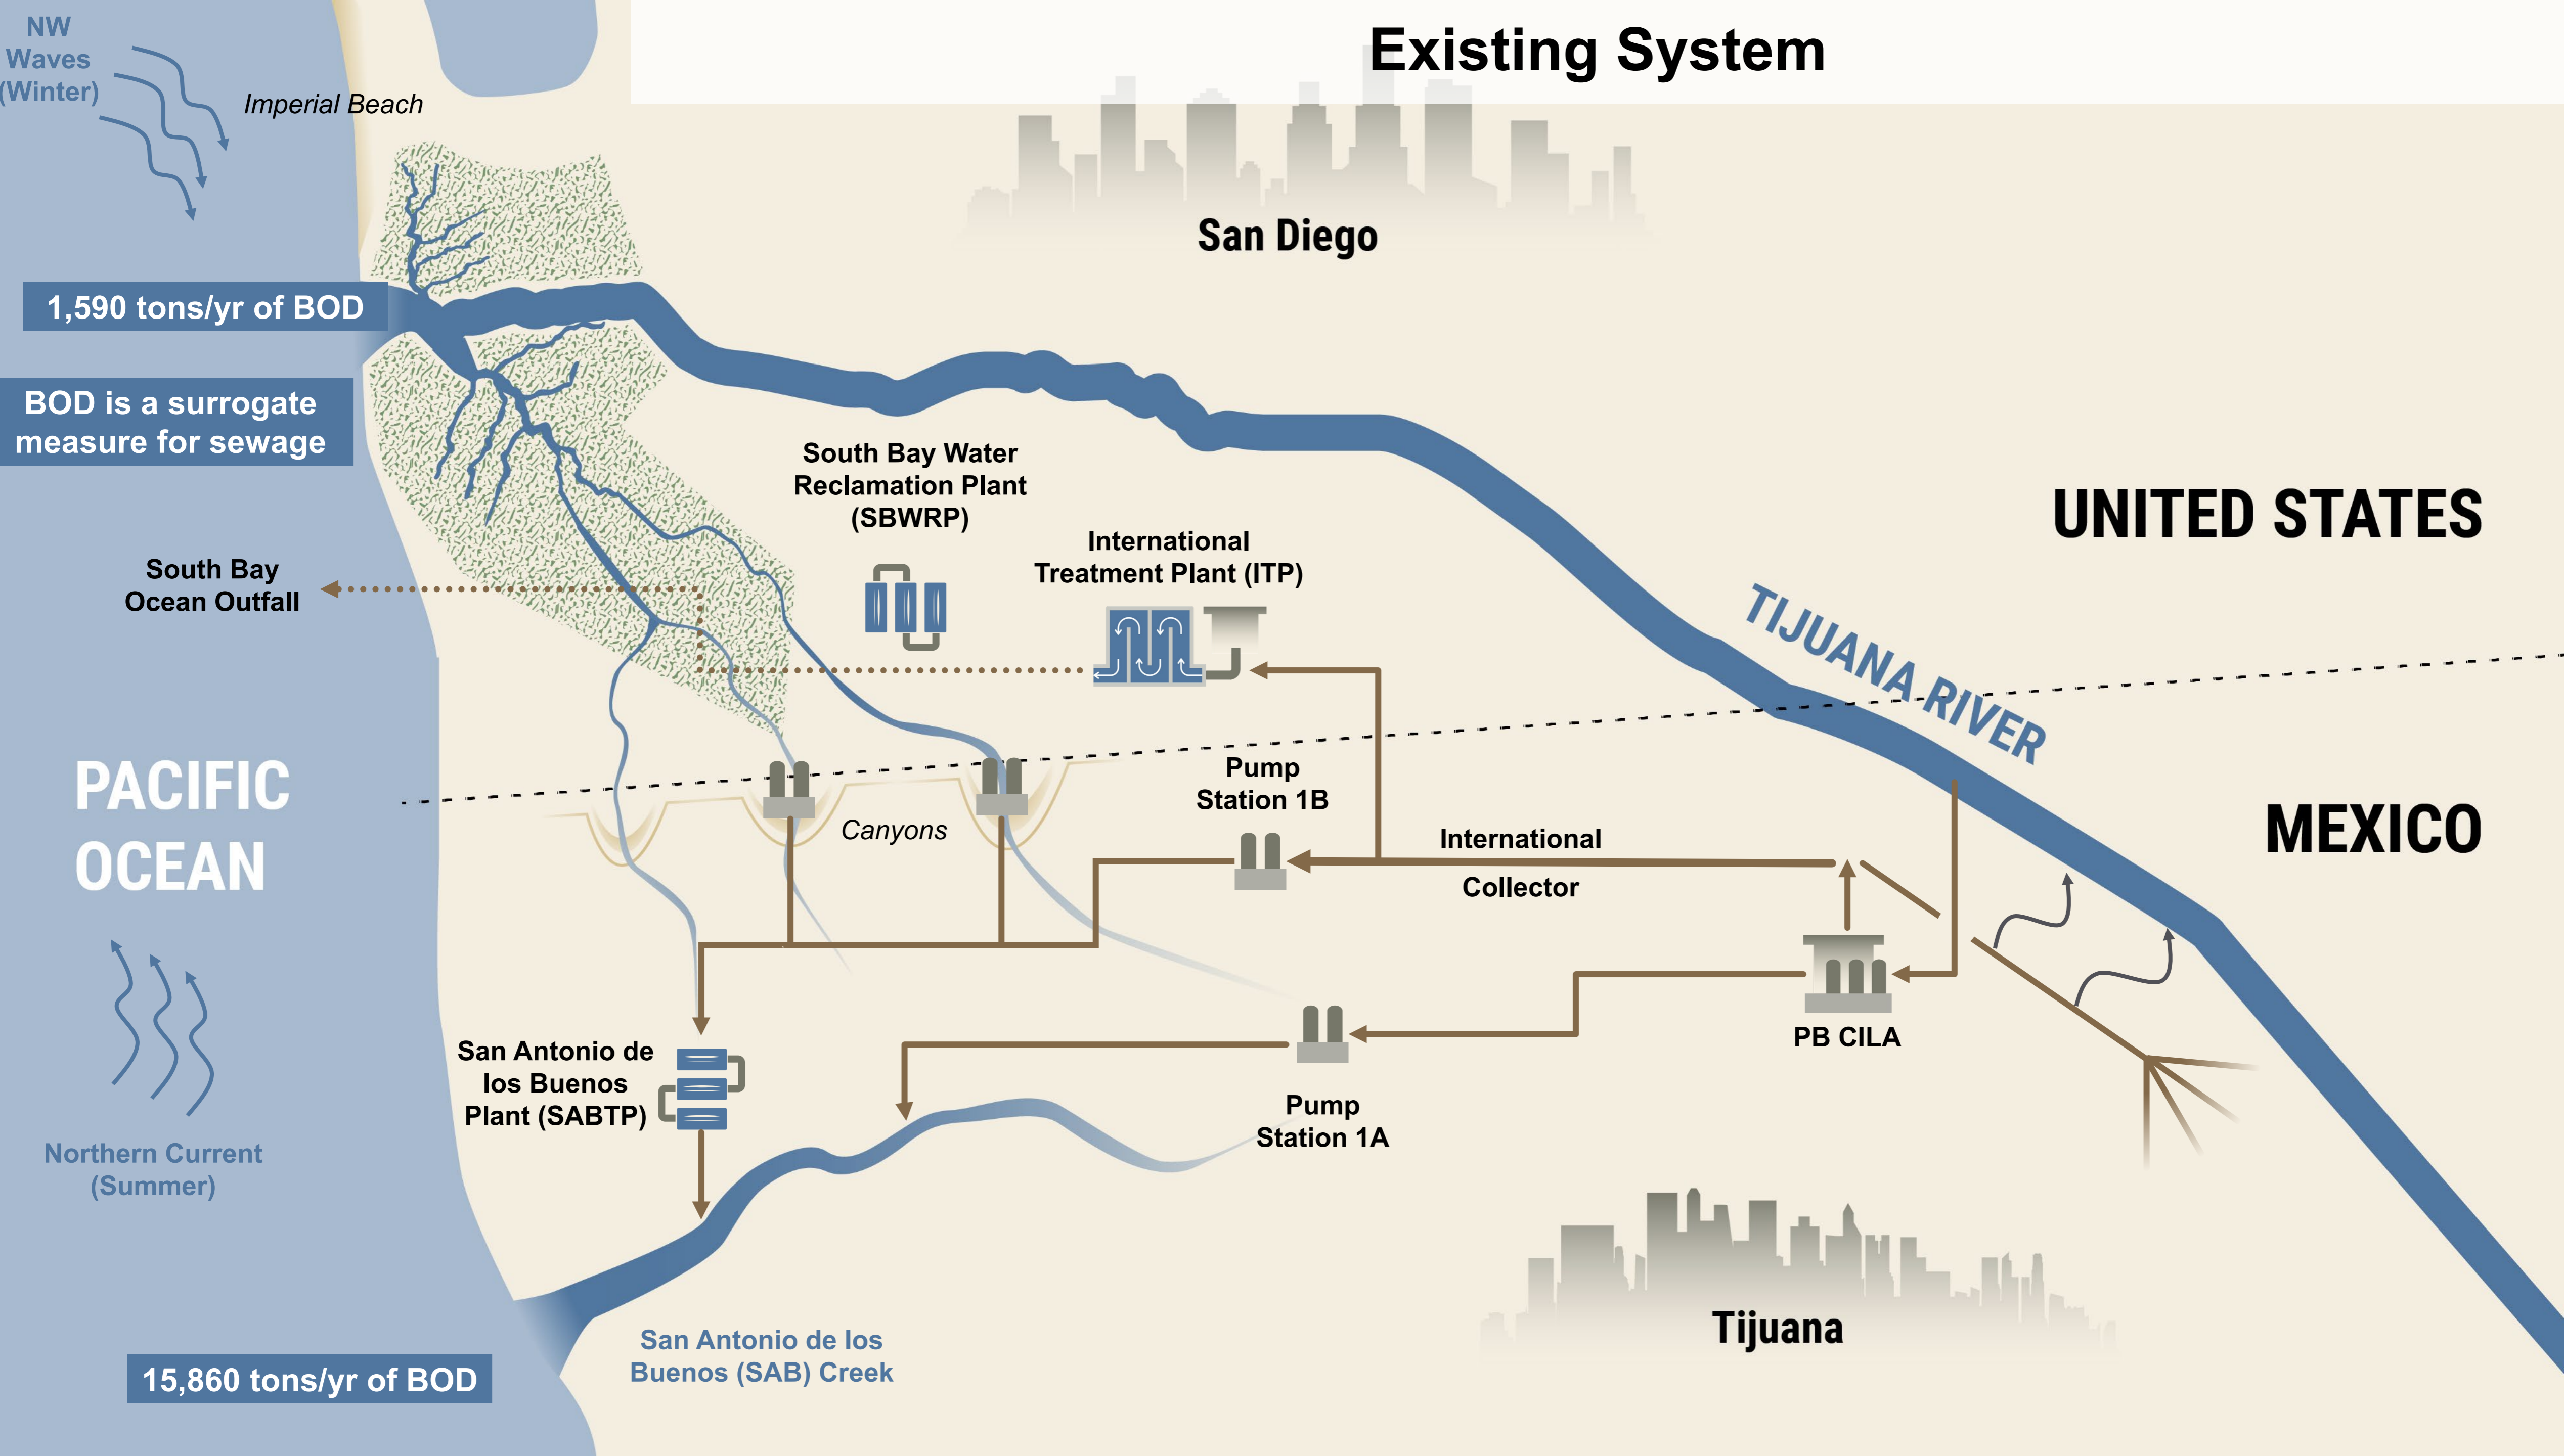 Existing System
NW
Waves
(Winter)
Imperial Beach
San Diego
1,590 tons/yr of BOD
BOD is a surrogate
measure for sewage
South Bay Water
Reclamation Plant
(SBWRP)
International
Treatment Plant (ITP)
UNITED STATES
South Bay
Ocean Outfall
TIJUANA RIVER
PACIFIC
OCEAN
Pump
Station 1B
Canyons
International
Collector
MEXICO
San Antonio de
los Buenos
Plant (SABTP)
PB CILA
Pump
Station 1A
Northern Current
(Summer)
Tijuana
San Antonio de los
Buenos (SAB) Creek
15,860 tons/yr of BOD